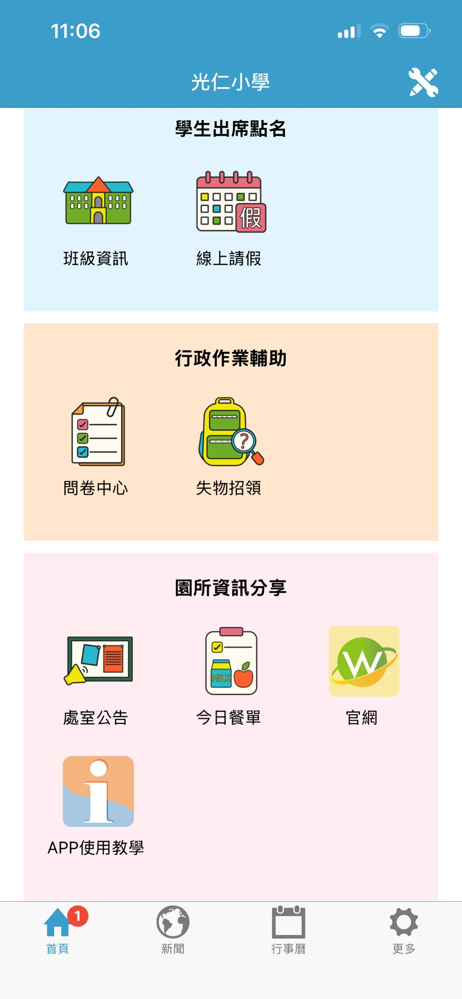 11:06
光仁小學
學生出席點名
假
班級資訊
線上請假
行政作業輔助
?
問卷中心
失物招領
園所資訊分享
MILK
W
處室公告
今日餐單
官網
i
APP使用教學
1
首頁
新聞
行事曆
更多